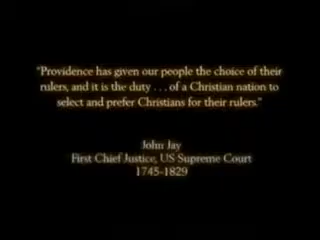 "Providence has given our people the choice of their
rulers, and it is the duty . . . of a Christian nation to
select and prefer Christians for their rulers."
John Jay
First Chief Justice, US Supreme Court
1745-1829